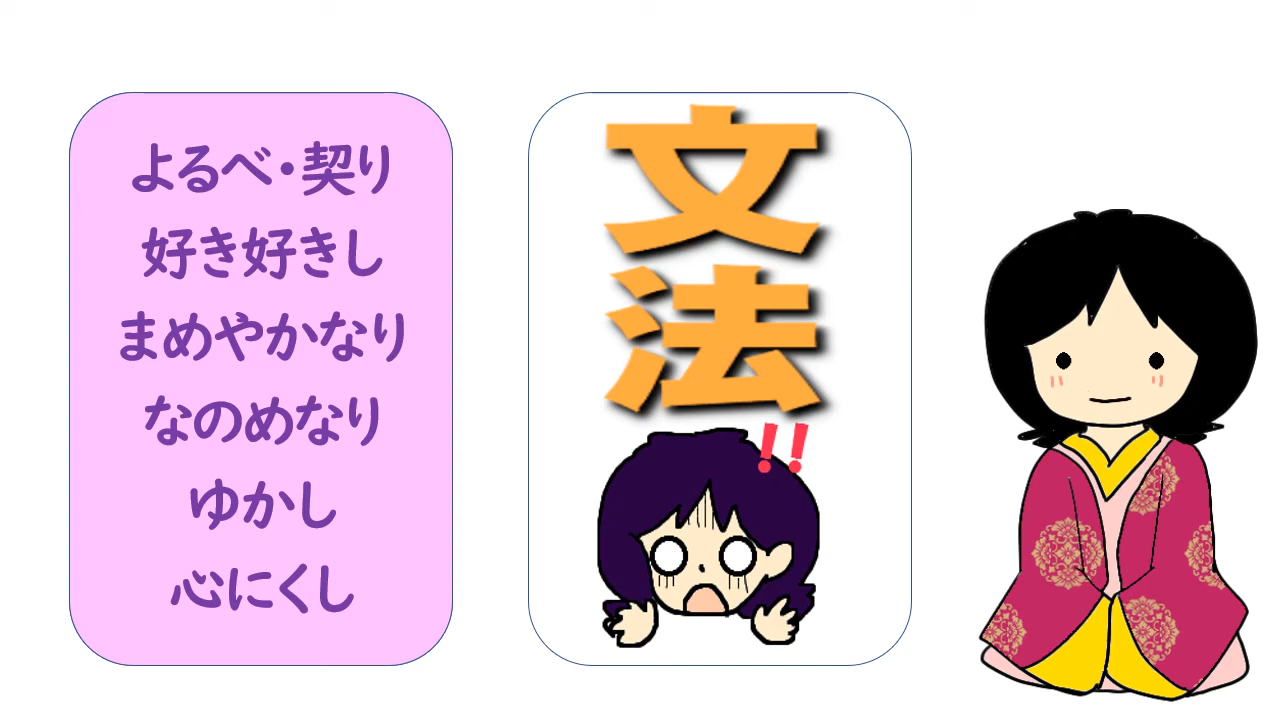 よるべ・契り
好き好きし
まめやかなり
なのめなり
ゆかし
心にくし
文法
!!